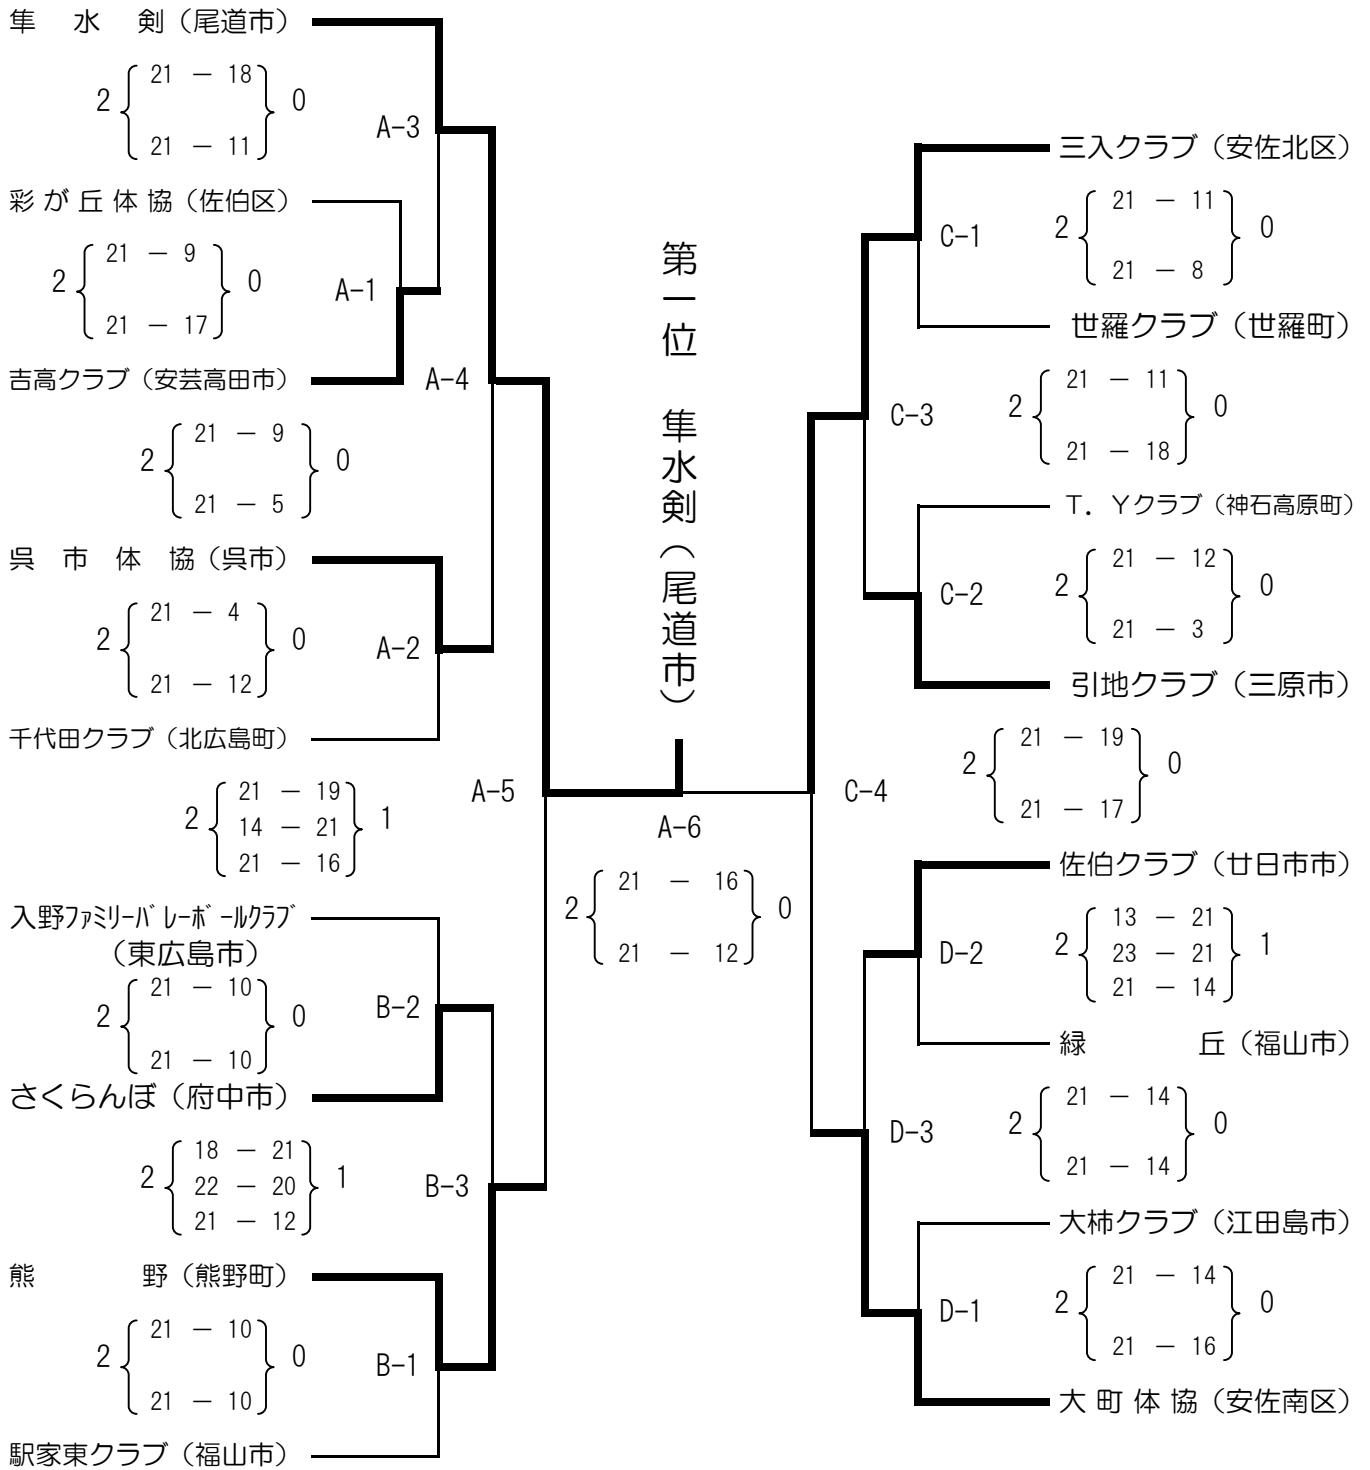 隼 水 剣（尾道市）
21 － 18
2 0
21 － 11
A-3
彩が丘体協（佐伯区）
21 － 9
2 0
21 － 17
A-1
吉高クラブ（安芸高田市）
A-4
21 － 9
2 0
21 － 5
呉市体協（呉市）
21 － 4
2 0
21 － 12
A-2
千代田クラブ（北広島町）
A-5
21 － 19
2 14 － 21 1
21 － 16
入野ファミリーバレーボールクラブ
（東広島市）
21 － 10
2 0
21 － 10
B-2
さくらんぼ（府中市）
18 － 21
2 22 － 20 1
21 － 12
B-3
熊 野（熊野町）
21 － 10
2 0
21 － 10
B-1
駅家東クラブ（福山市）
第一位 隼水剣（尾道市）
A-6
21 － 16
2 0
21 － 12
三入クラブ（安佐北区）
C-1
21 － 11
2 0
21 － 8
世羅クラブ（世羅町）
C-3
21 － 11
2 0
21 － 18
T．Yクラブ（神石高原町）
C-2
21 － 12
2 0
21 － 3
引地クラブ（三原市）
C-4
21 － 19
2 0
21 － 17
佐伯クラブ（廿日市市）
D-2
13 － 21
2 23 － 21 1
21 － 14
緑 丘（福山市）
D-3
21 － 14
2 0
21 － 14
大柿クラブ（江田島市）
D-1
21 － 14
2 0
21 － 16
大町体協（安佐南区）